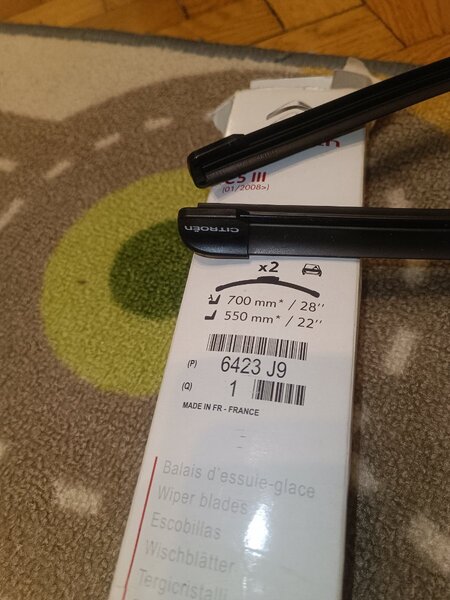 C5 III
(01/2008>)
CITROËN
x2
700 mm* / 28''
550 mm* / 22''
(P) 6423 J9
(Q) 1
MADE IN FR - FRANCE
Balais d'essuie-glace
Wiper blades
Escobillas
Wischblätter
Tergicristalli